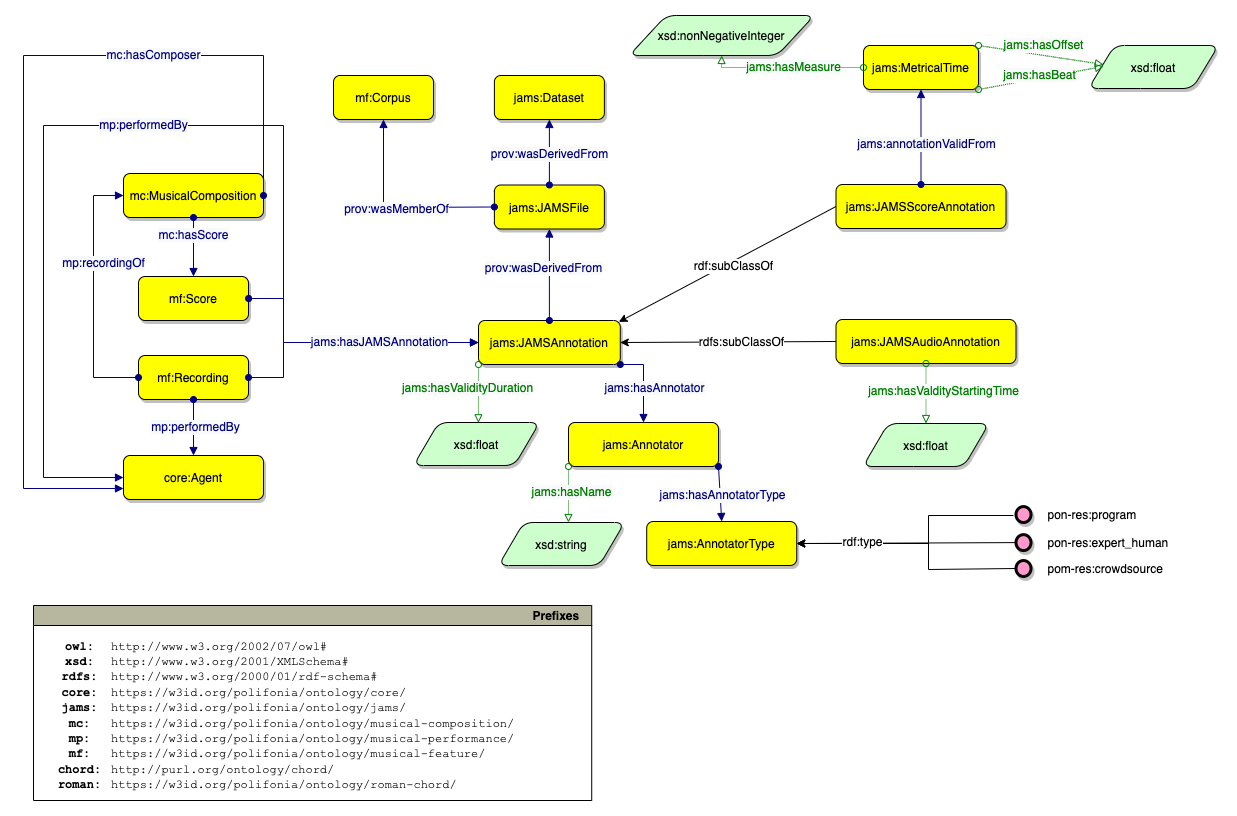 xsd:nonNegativeInteger
jams:hasOffset
mc:hasComposer
jams:hasMeasure
jams:MetricalTime
jams:hasBeat
xsd:float
mf:Corpus
jams:Dataset
mp:performedBy
prov:wasDerivedFrom
jams:annotationValidFrom
mc:MusicalComposition
prov:wasMemberOf
jams:JAMSFile
jams:JAMSScoreAnnotation
mc:hasScore
mp:recordingOf
prov:wasDerivedFrom
rdf:subClassOf
mf:Score
jams:hasJAMSAnnotation
jams:JAMSAnnotation
rdfs:subClassOf
jams:JAMSAudioAnnotation
mf:Recording
jams:hasValidityDuration
jams:hasAnnotator
jams:hasValdityStartingTime
mp:performedBy
xsd:float
jams:Annotator
xsd:float
core:Agent
jams:hasName
jams:hasAnnotatorType
pon-res:program
xsd:string
jams:AnnotatorType
rdf:type
pon-res:expert_human
pom-res:crowdsource
Prefixes
owl: http://www.w3.org/2002/07/owl#
xsd: http://www.w3.org/2001/XMLSchema#
rdfs: http://www.w3.org/2000/01/rdf-schema#
core: https://w3id.org/polifonia/ontology/core/
jams: https://w3id.org/polifonia/ontology/jams/
mc: https://w3id.org/polifonia/ontology/musical-composition/
mp: https://w3id.org/polifonia/ontology/musical-performance/
mf: https://w3id.org/polifonia/ontology/musical-feature/
chord: http://purl.org/ontology/chord/
roman: https://w3id.org/polifonia/ontology/roman-chord/